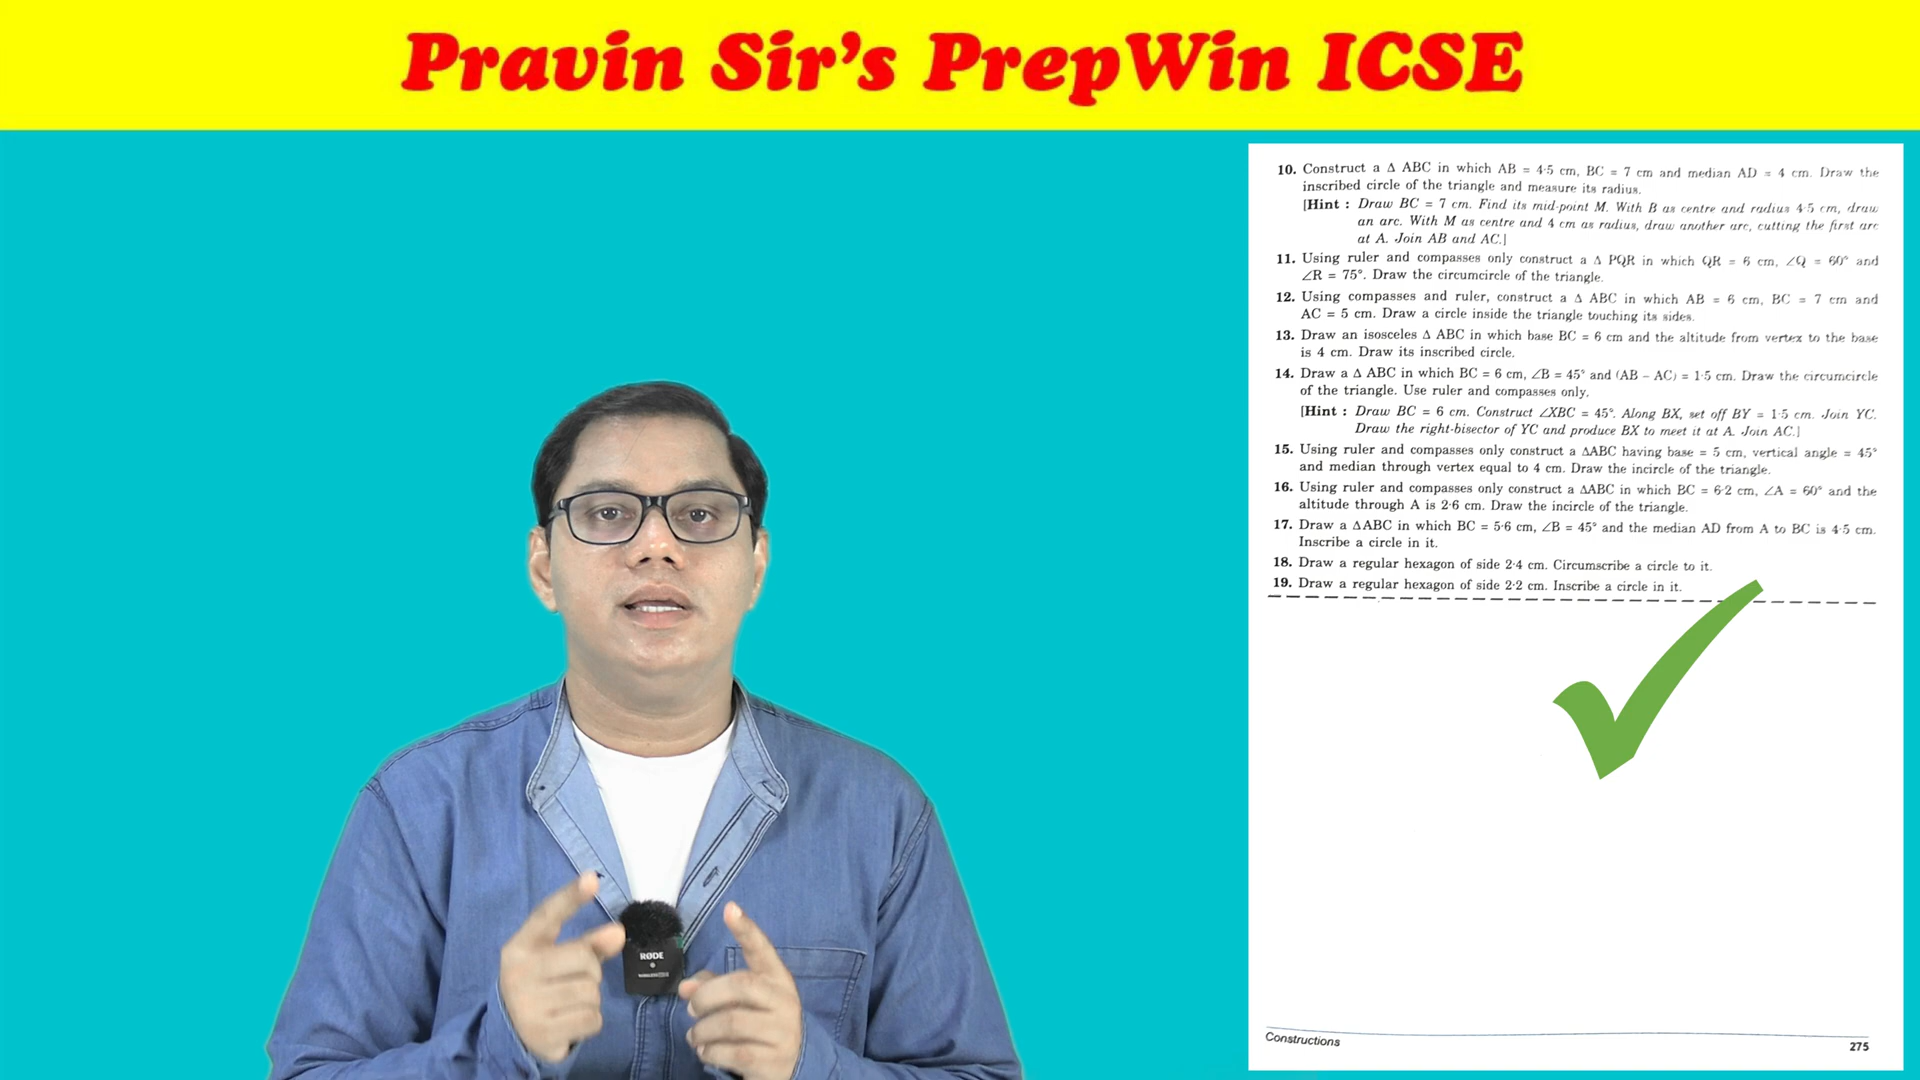 Pravin Sir's PrepWin ICSE
10. Construct a Δ ABC in which AB = 4·5 cm, BC = 7 cm and median AD = 4 cm. Draw the
inscribed circle of the triangle and measure its radius.
[Hint : Draw BC = 7 cm. Find its mid-point M. With B as centre and radius 4·5 cm, draw
an arc. With M as centre and 4 cm as radius, draw another arc, cutting the first arc
at A. Join AB and AC.]
11. Using ruler and compasses only construct a Δ PQR in which QR = 6 cm, ∠Q = 60° and
∠R = 75°. Draw the circumcircle of the triangle.
12. Using compasses and ruler, construct a Δ ABC in which AB = 6 cm, BC = 7 cm and
AC = 5 cm. Draw a circle inside the triangle touching its sides.
13. Draw an isosceles Δ ABC in which base BC = 6 cm and the altitude from vertex to the base
is 4 cm. Draw its inscribed circle.
14. Draw a Δ ABC in which BC = 6 cm, ∠B = 45° and (AB – AC) = 1·5 cm. Draw the circumcircle
of the triangle. Use ruler and compasses only.
[Hint : Draw BC = 6 cm. Construct ∠XBC = 45°. Along BX, set off BY = 1·5 cm. Join YC.
Draw the right-bisector of YC and produce BX to meet it at A. Join AC.]
15. Using ruler and compasses only construct a ΔABC having base = 5 cm, vertical angle = 45°
and median through vertex equal to 4 cm. Draw the incircle of the triangle.
16. Using ruler and compasses only construct a ΔABC in which BC = 6·2 cm, ∠A = 60° and the
altitude through A is 2·6 cm. Draw the incircle of the triangle.
17. Draw a ΔABC in which BC = 5·6 cm, ∠B = 45° and the median AD from A to BC is 4·5 cm.
Inscribe a circle in it.
18. Draw a regular hexagon of side 2·4 cm. Circumscribe a circle to it.
19. Draw a regular hexagon of side 2·2 cm. Inscribe a circle in it.
RØDE
Constructions
275